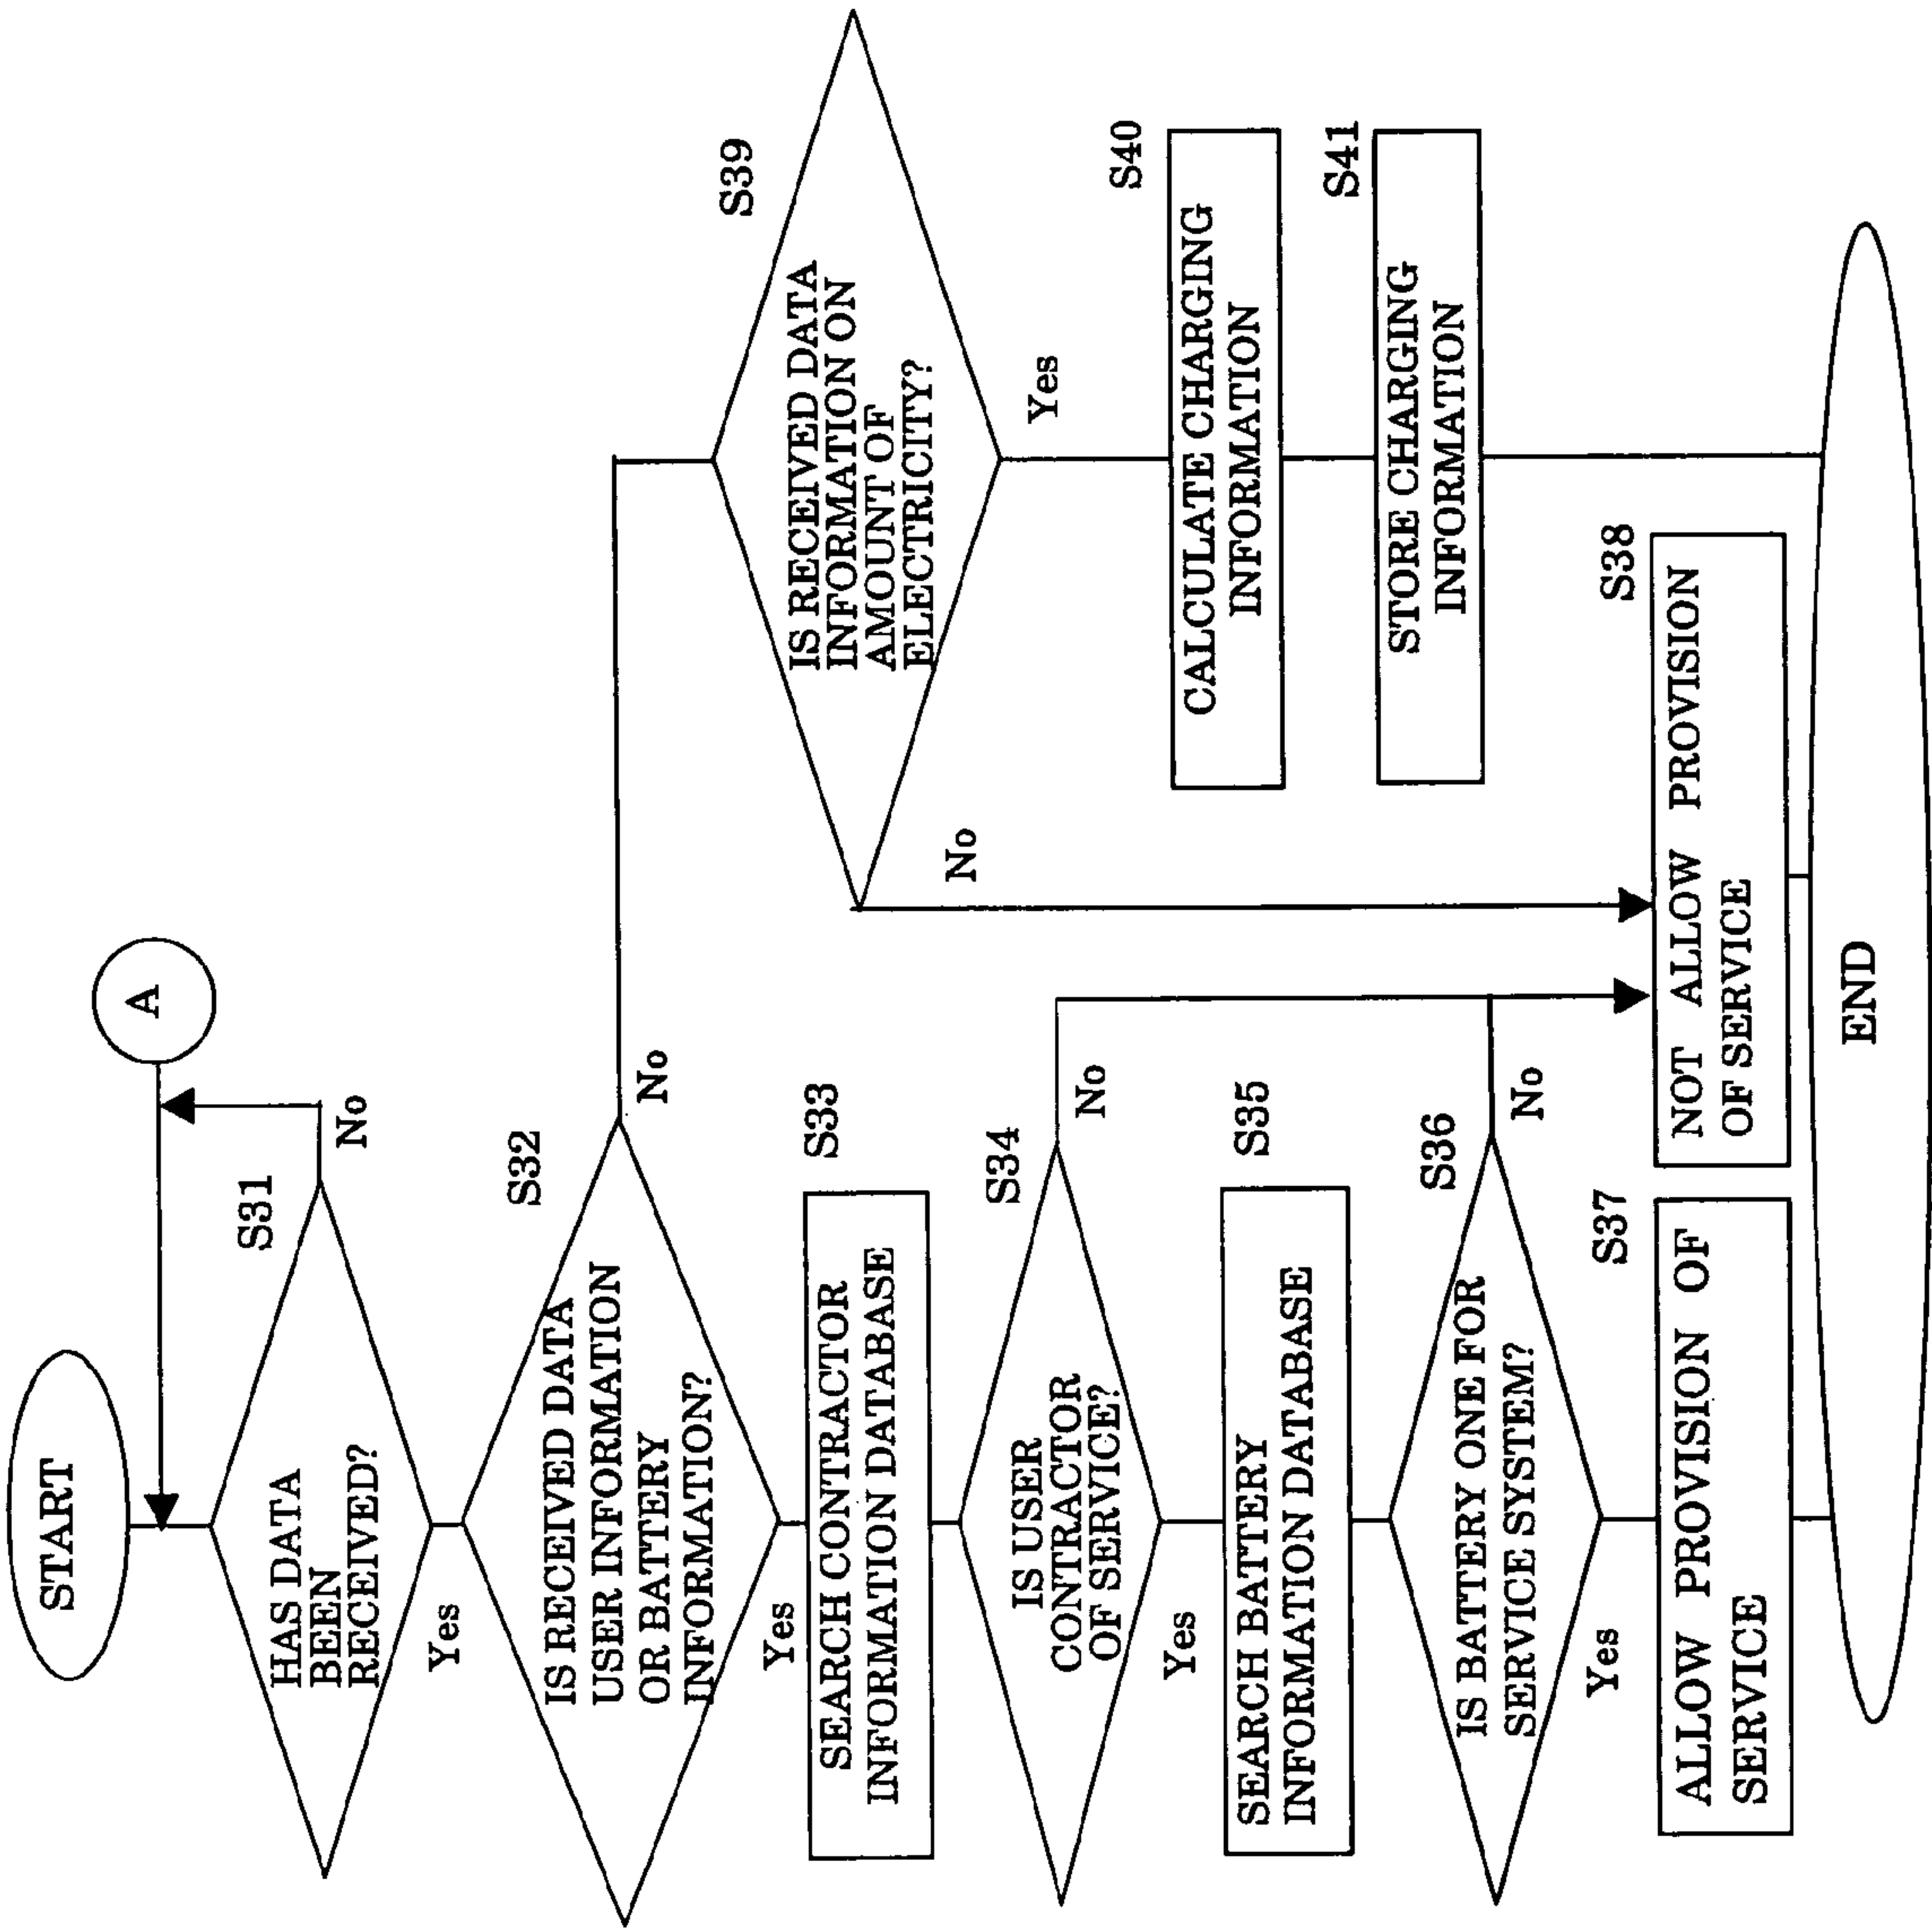 START
A
S31
HAS DATA
BEEN
RECEIVED?
No
Yes
S32
IS RECEIVED DATA
USER INFORMATION
OR BATTERY
INFORMATION?
No
Yes
S33
SEARCH CONTRACTOR
INFORMATION DATABASE
S34
IS USER
CONTRACTOR
OF SERVICE?
No
Yes
S35
SEARCH BATTERY
INFORMATION DATABASE
S36
IS BATTERY ONE FOR
SERVICE SYSTEM?
No
Yes
S37
ALLOW PROVISION OF
SERVICE
S38
NOT ALLOW PROVISION
OF SERVICE
S39
IS RECEIVED DATA
INFORMATION ON
AMOUNT OF
ELECTRICITY?
No
Yes
S40
CALCULATE CHARGING
INFORMATION
S41
STORE CHARGING
INFORMATION
END